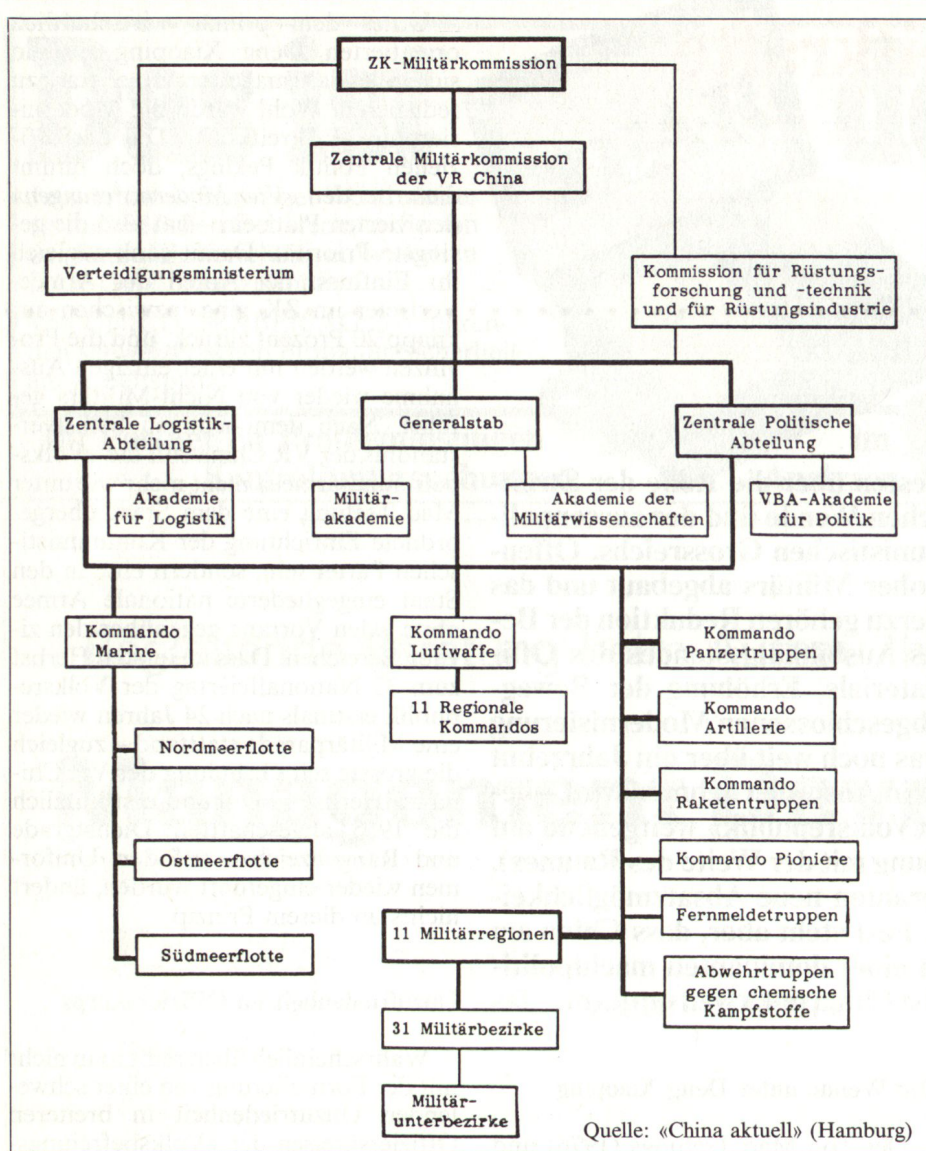 ZK-Militärkommission
Zentrale Militärkommission
der VR China
Verteidigungsministerium
Kommission für Rüstungs-
forschung und -technik
und für Rüstungsindustrie
Zentrale Logistik-
Abteilung
Generalstab
Zentrale Politische
Abteilung
Akademie
für Logistik
Militär-
akademie
Akademie der
Militärwissenschaften
VBA-Akademie
für Politik
Kommando
Marine
Kommando
Luftwaffe
Kommando
Panzertruppen
11 Regionale
Kommandos
Kommando
Artillerie
Nordmeerflotte
Kommando
Raketentruppen
Ostmeerflotte
Kommando Pioniere
11 Militärregionen
Fernmeldetruppen
Südmeerflotte
Abwehrtruppen
gegen chemische
Kampfstoffe
31 Militärbezirke
Militär-
unterbezirke
Quelle: «China aktuell» (Hamburg)